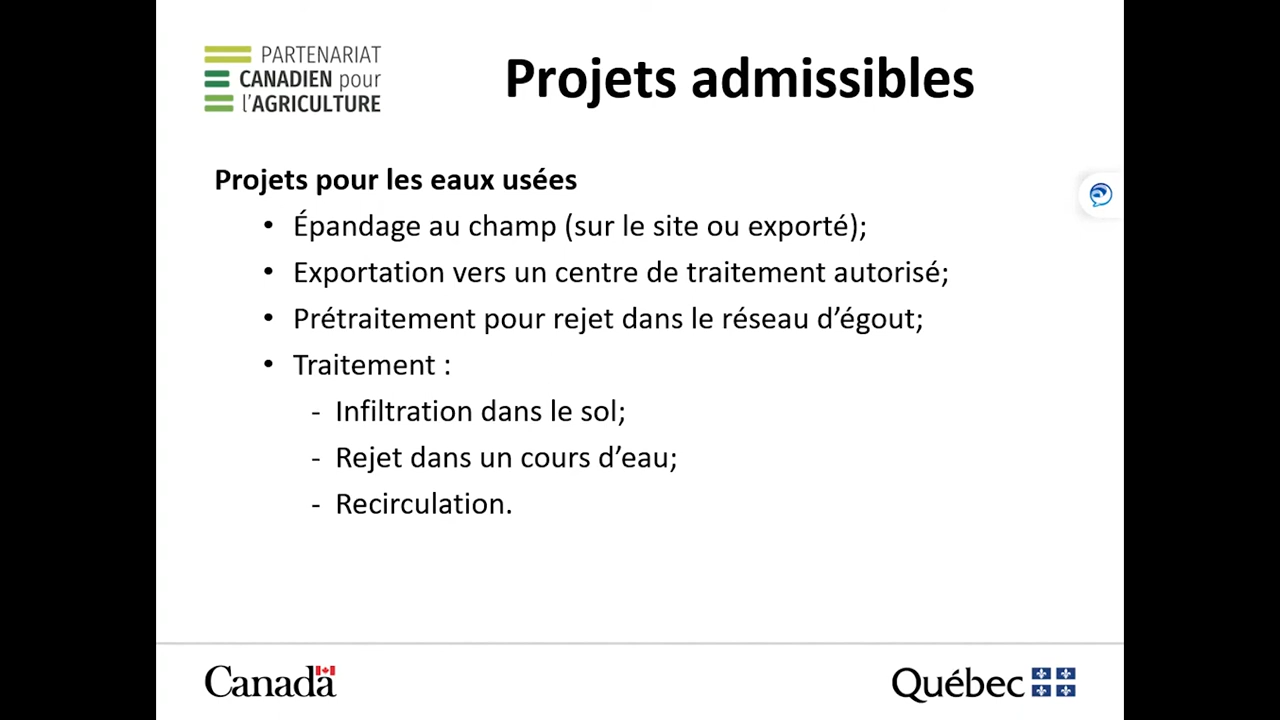 PARTENARIAT
CANADIEN pour
l'AGRICULTURE
Projets admissibles
Projets pour les eaux usées
• Épandage au champ (sur le site ou exporté);
• Exportation vers un centre de traitement autorisé;
• Prétraitement pour rejet dans le réseau d’égout;
• Traitement :
- Infiltration dans le sol;
- Rejet dans un cours d’eau;
- Recirculation.
Canada
Québec